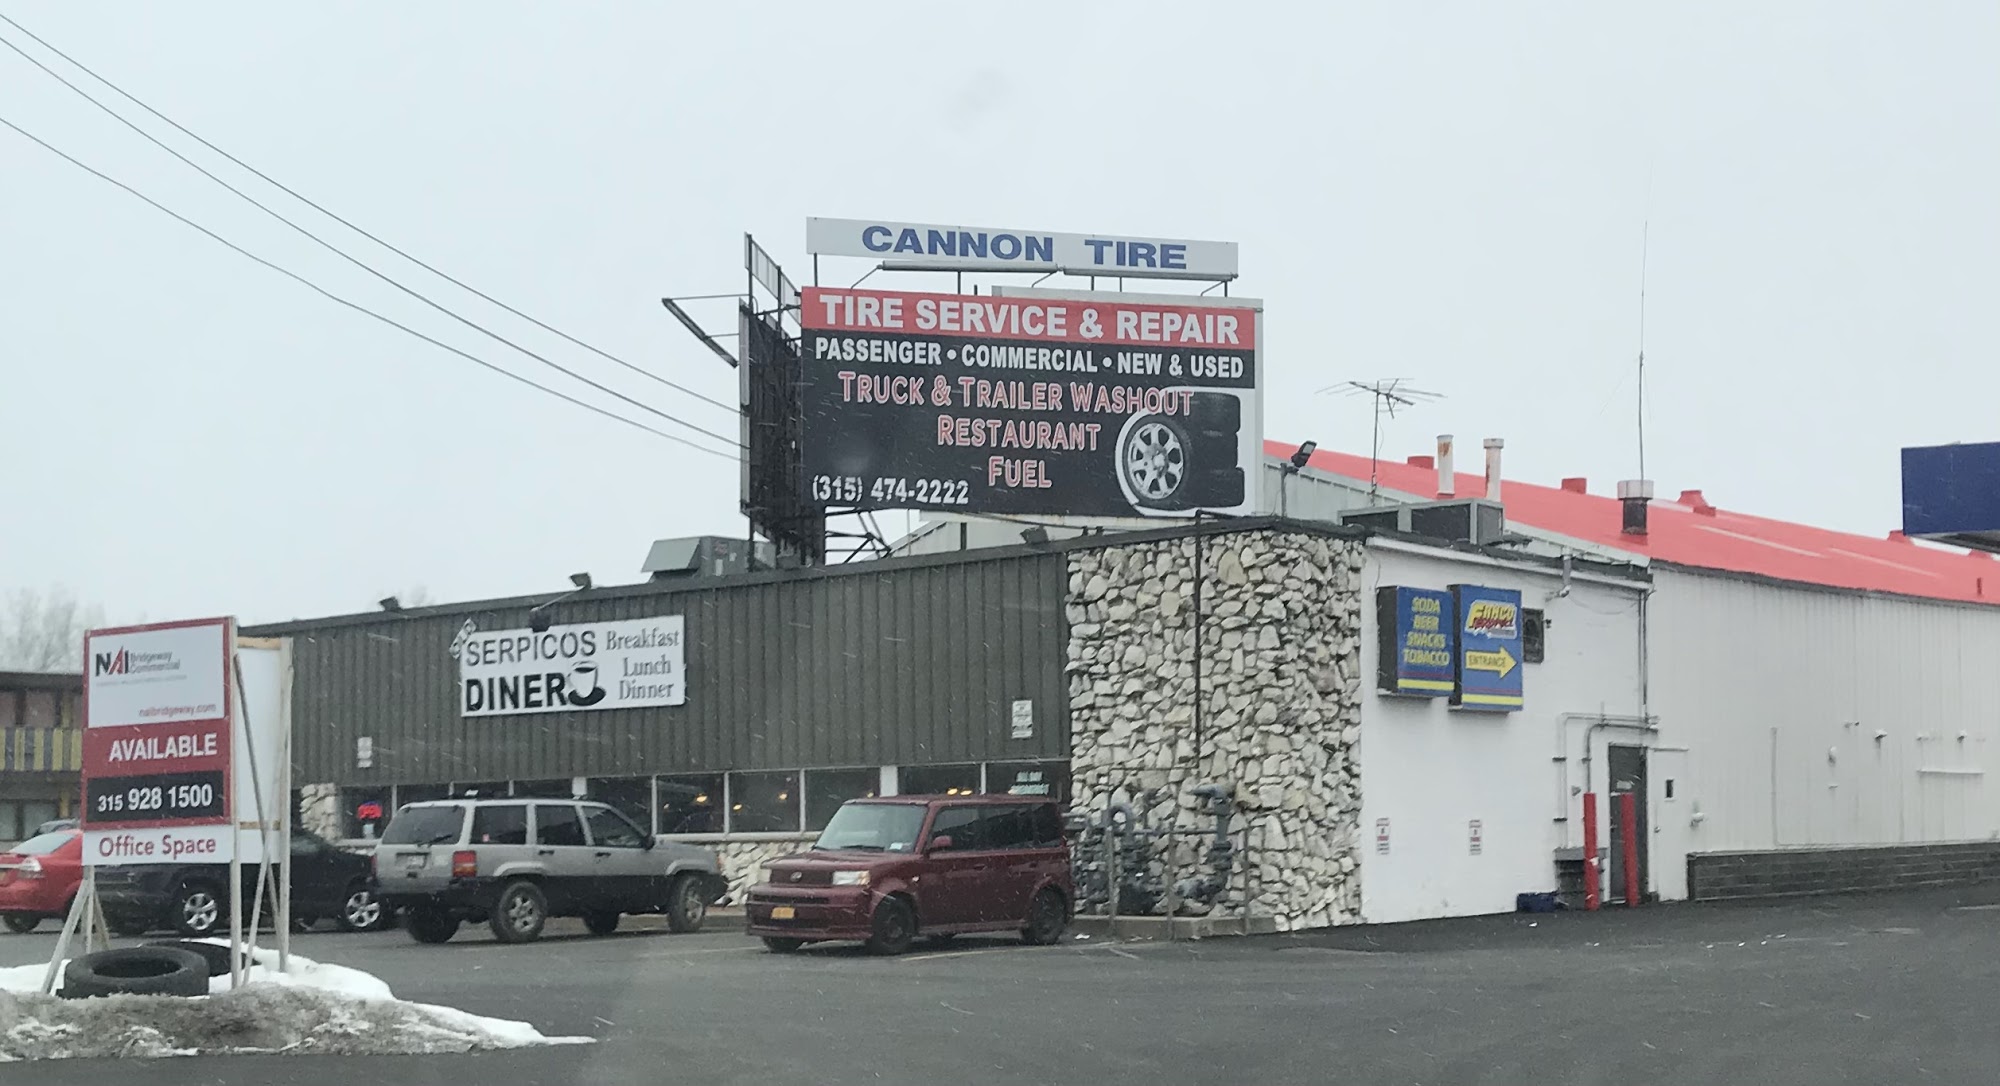 CANNON TIRE
TIRE SERVICE & REPAIR
PASSENGER • COMMERCIAL • NEW & USED
TRUCK & TRAILER WASHOUT
RESTAURANT
FUEL
(315) 474-2222
SERPICOS
DINER
Breakfast
Lunch
Dinner
SODA
BEER
SNACKS
TOBACCO
ENTRANCE
NAI Bridgeway
Commercial
naibridgeway.com
AVAILABLE
315 928 1500
Office Space